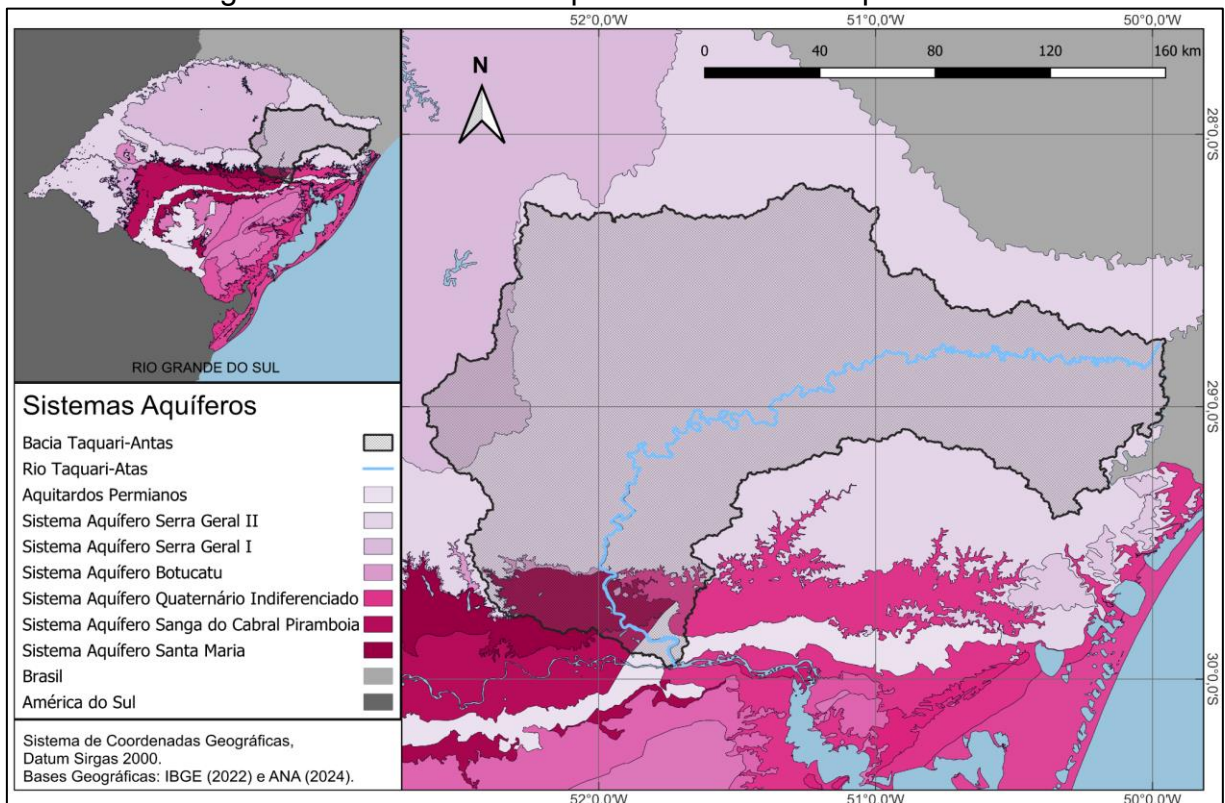 52°0,0'W
51°0,0'W
50°0,0'W
0
40
80
120
160 km
N
28°0,0'S
29°0,0'S
30°0,0'S
RIO GRANDE DO SUL
Sistemas Aquíferos
Bacia Taquari-Antas
Rio Taquari-Atas
Aquitardos Permianos
Sistema Aquífero Serra Geral II
Sistema Aquífero Serra Geral I
Sistema Aquífero Botucatu
Sistema Aquífero Quaternário Indiferenciado
Sistema Aquífero Sanga do Cabral Piramboia
Sistema Aquífero Santa Maria
Brasil
América do Sul
Sistema de Coordenadas Geográficas,
Datum Sirgas 2000.
Bases Geográficas: IBGE (2022) e ANA (2024).
52°0,0'W
51°0,0'W
50°0,0'W